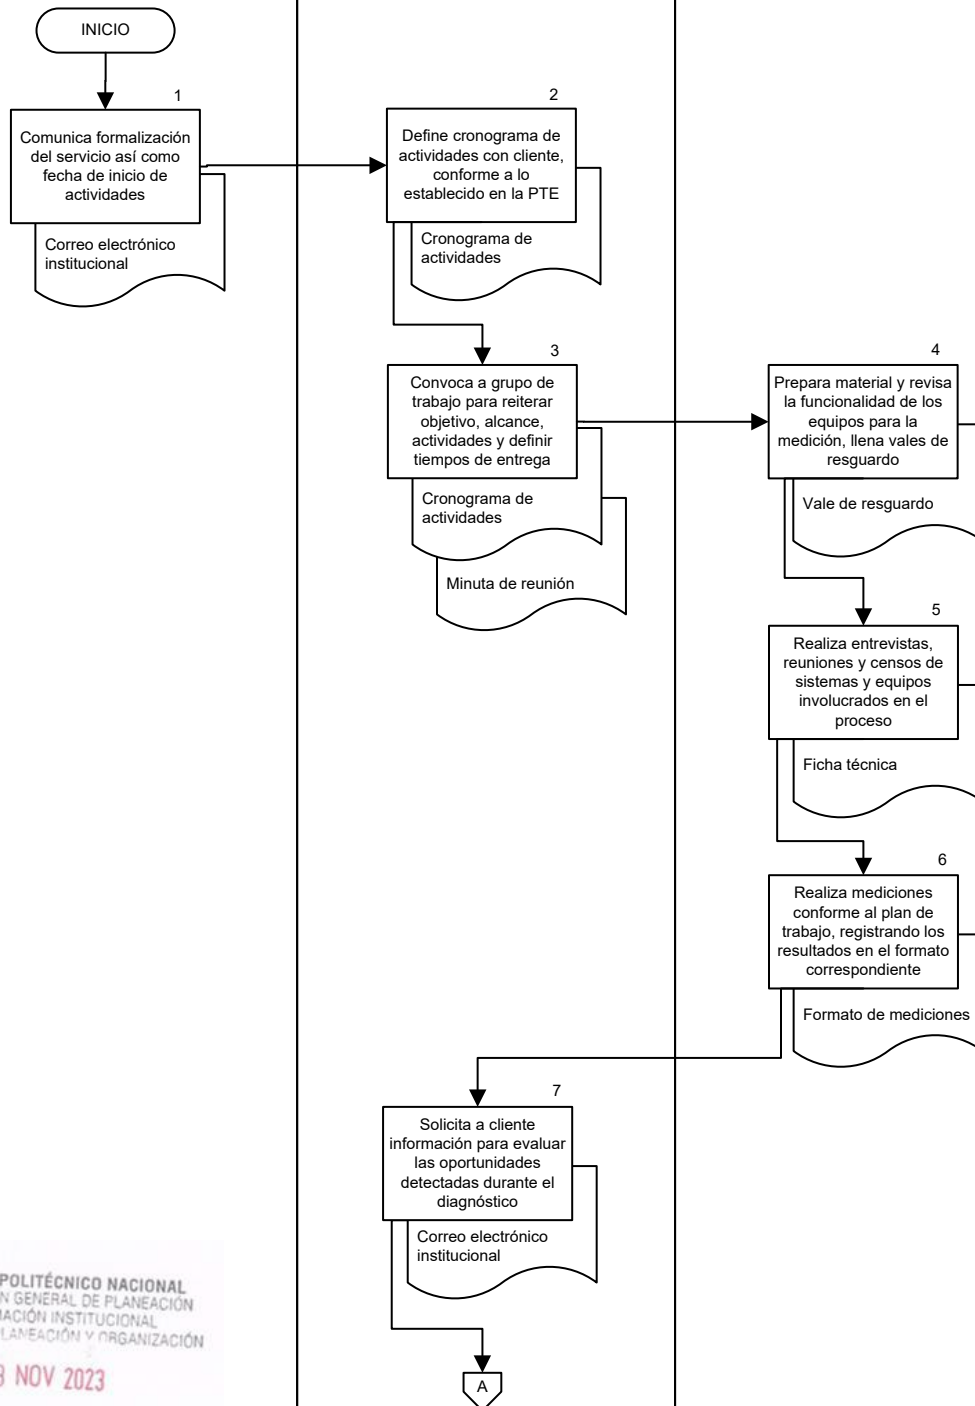 INICIO
1
Comunica formalización
del servicio así como
fecha de inicio de
actividades
Correo electrónico
institucional
2
Define cronograma de
actividades con cliente,
conforme a lo
establecido en la PTE
Cronograma de
actividades
3
Convoca a grupo de
trabajo para reiterar
objetivo, alcance,
actividades y definir
tiempos de entrega
Cronograma de
actividades
Minuta de reunión
4
Prepara material y revisa
la funcionalidad de los
equipos para la
medición, llena vales de
resguardo
Vale de resguardo
5
Realiza entrevistas,
reuniones y censos de
sistemas y equipos
involucrados en el
proceso
Ficha técnica
6
Realiza mediciones
conforme al plan de
trabajo, registrando los
resultados en el formato
correspondiente
Formato de mediciones
7
Solicita a cliente
información para evaluar
las oportunidades
detectadas durante el
diagnóstico
Correo electrónico
institucional
A
POLITÉCNICO NACIONAL
N GENERAL DE PLANEACIÓN
MACIÓN INSTITUCIONAL
PLANEACIÓN Y ORGANIZACIÓN
NOV 2023